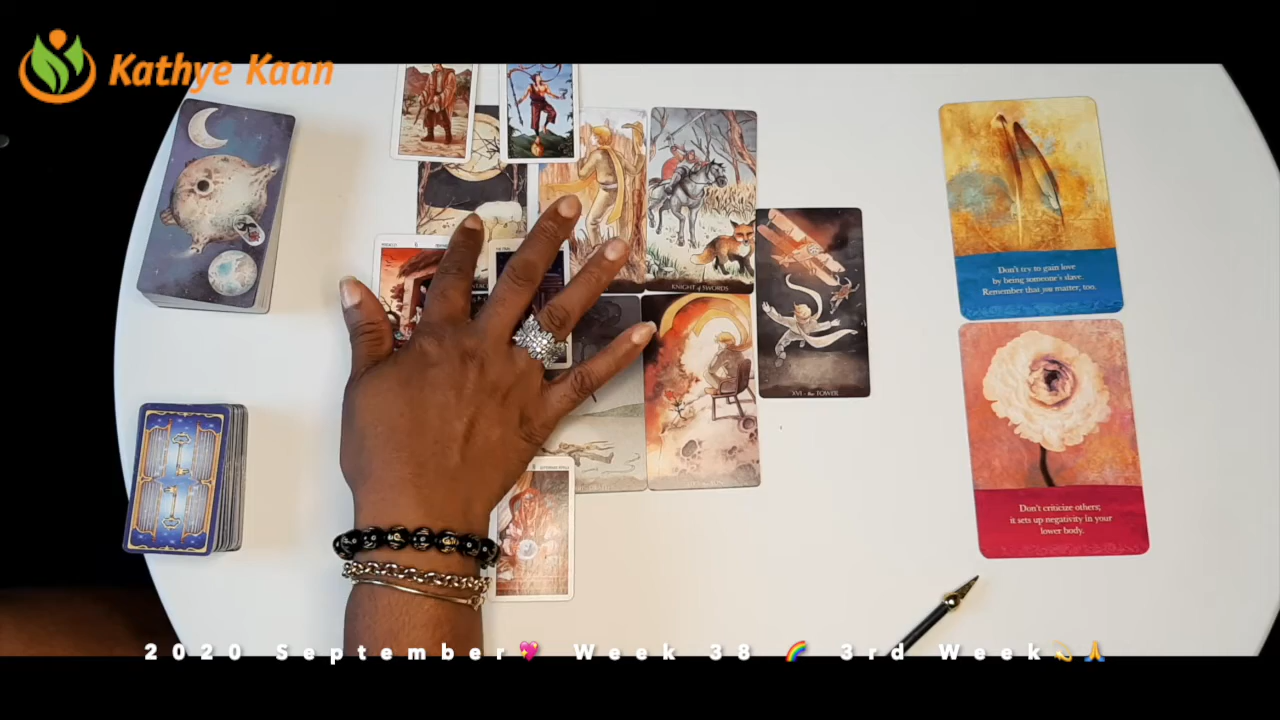 Kathye Kaan
KNIGHT of SWORDS
XVI - the TOWER
Don't try to gain love
by being someone's slave.
Remember that you matter, too.
Don't criticize others;
it sets up negativity in your
lower body.
2020 September💖 Week 38 🌈 3rd Week💫🙏